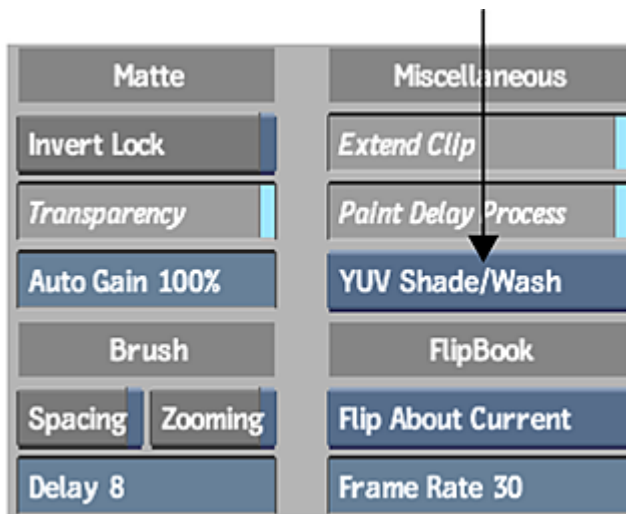 Matte
Invert Lock
Transparency
Auto Gain 100%
Brush
Spacing Zooming
Delay 8
Miscellaneous
Extend Clip
Paint Delay Process
YUV Shade/Wash
FlipBook
Flip About Current
Frame Rate 30